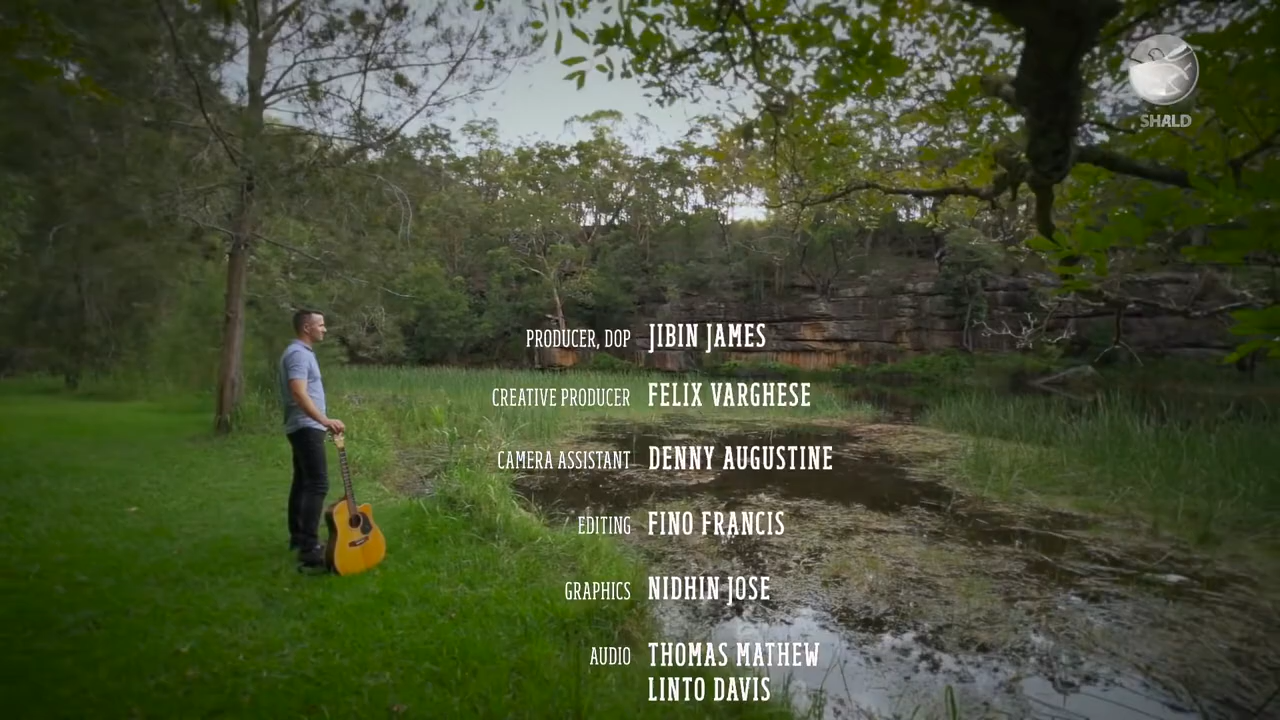 SHALD
PRODUCER, DOP JIBIN JAMES
CREATIVE PRODUCER FELIX VARGHESE
CAMERA ASSISTANT DENNY AUGUSTINE
EDITING FINO FRANCIS
GRAPHICS NIDHIN JOSE
AUDIO THOMAS MATHEW
LINTO DAVIS